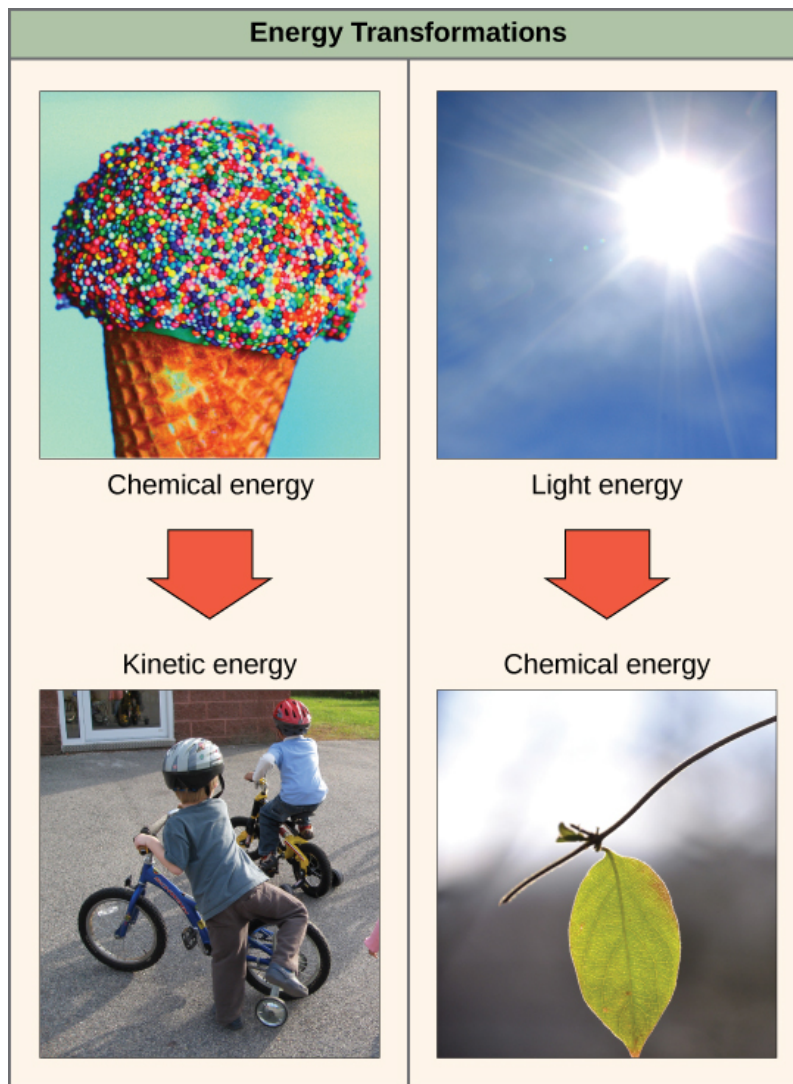 Energy Transformations
Chemical energy
Kinetic energy
Light energy
Chemical energy